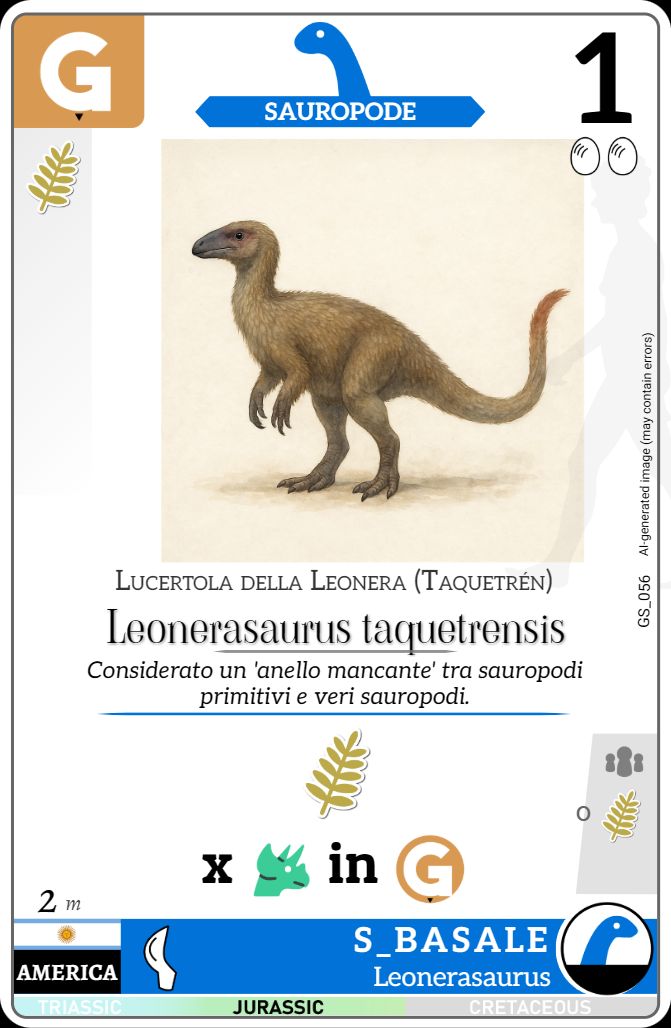 G
SAUROPODE
1
AI-generated image (may contain errors)
GS_056
Lucertola della Leonera (Taquetrén)
Leonerasaurus taquetrensis
Considerato un 'anello mancante' tra sauropodi
primitivi e veri sauropodi.
o
x in G
2 m
S_BASALE
AMERICA
Leonerasaurus
TRIASSIC JURASSIC CRETACEOUS